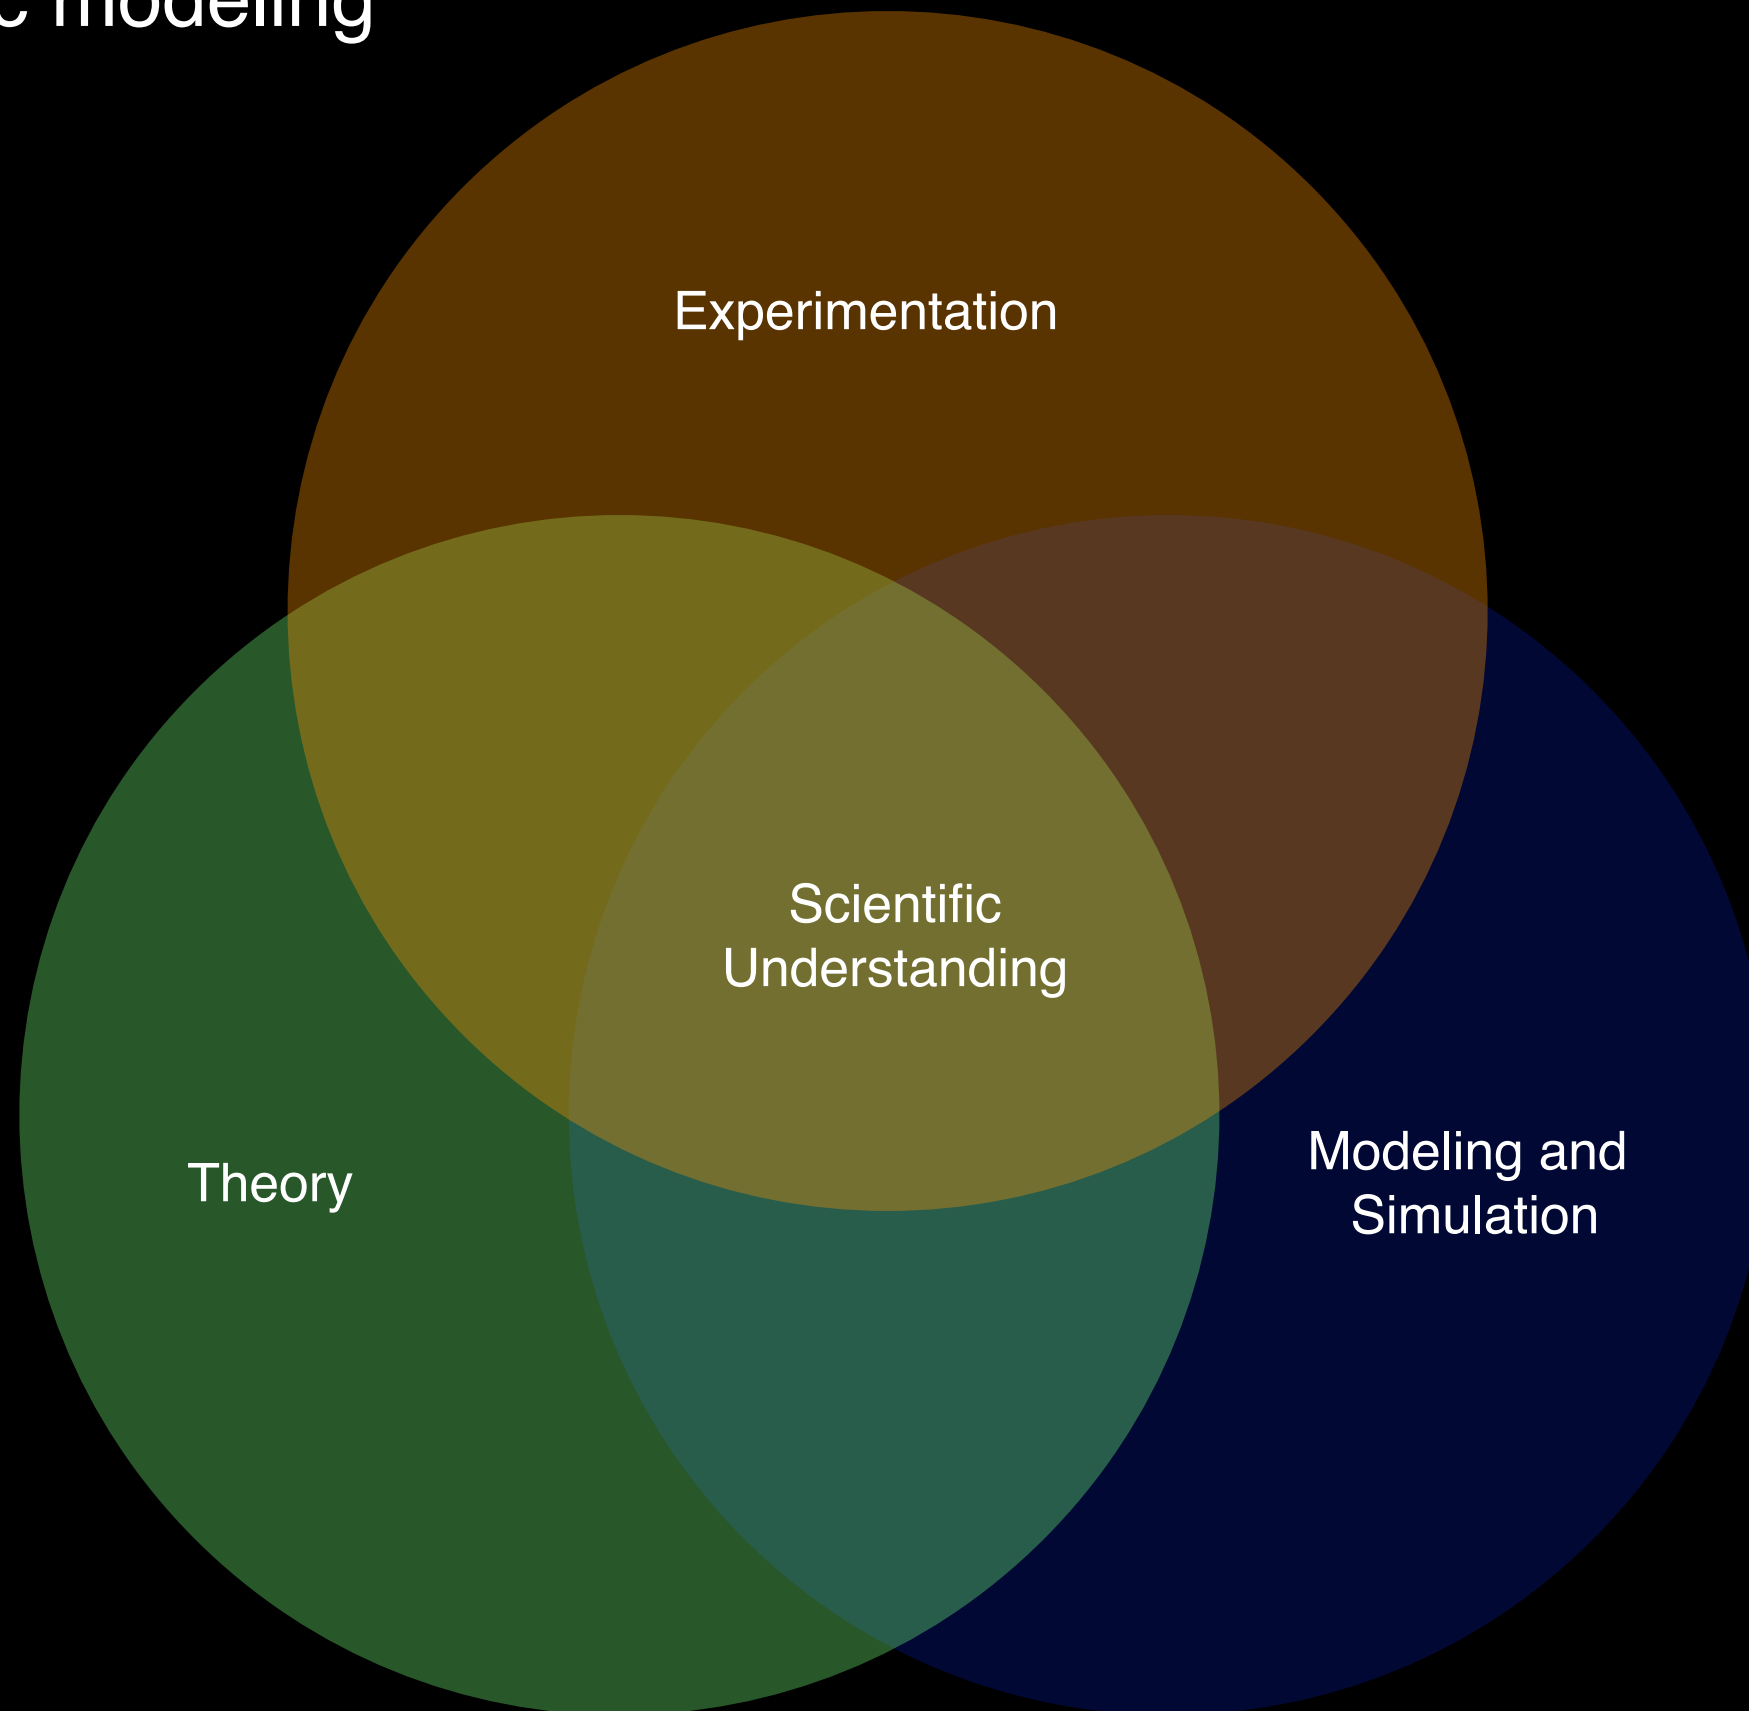 modeling
Experimentation
Scientific
Understanding
Theory
Modeling and
Simulation